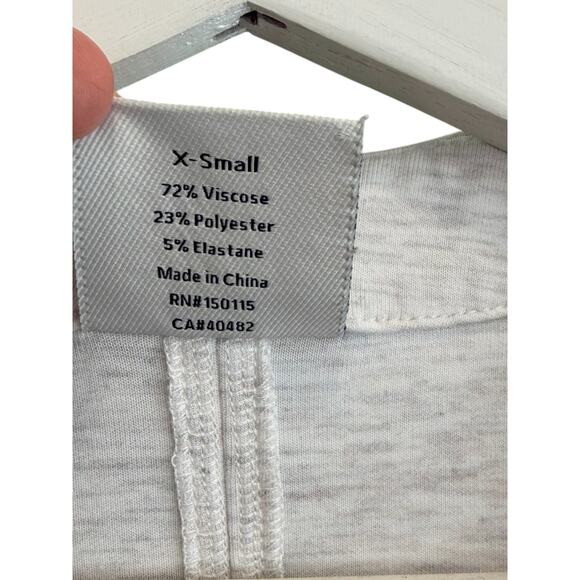 X-Small
72% Viscose
23% Polyester
5% Elastane
Made in China
RN#150115
CA#40482